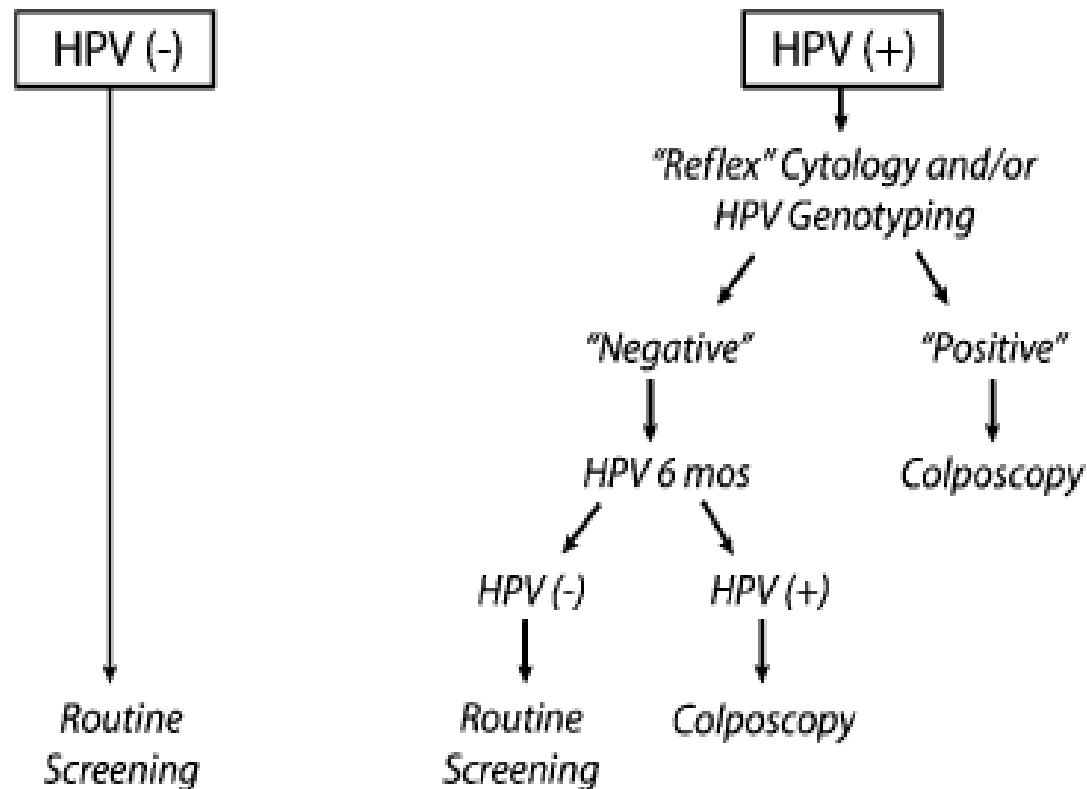 HPV (-)
HPV (+)
"Reflex" Cytology and/or
HPV Genotyping
"Negative"
"Positive"
HPV 6 mos
Colposcopy
HPV (-)
HPV (+)
Routine
Screening
Routine
Screening
Colposcopy